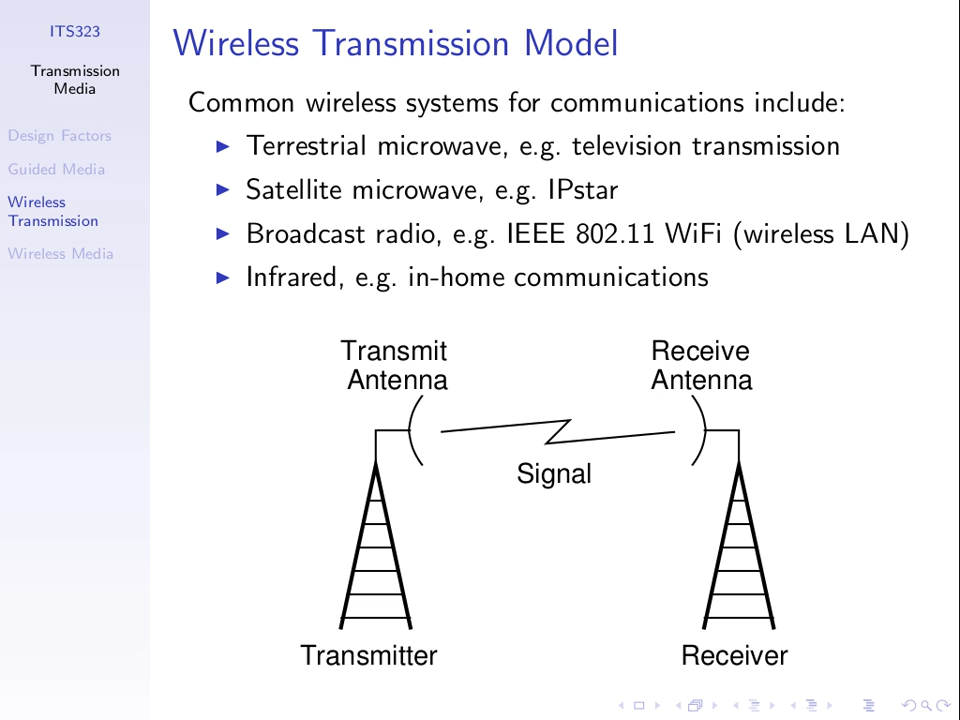 ITS323
Transmission
Media
Design Factors
Guided Media
Wireless
Transmission
Wireless Media
Wireless Transmission Model
Common wireless systems for communications include:
Terrestrial microwave, e.g. television transmission
Satellite microwave, e.g. IPstar
Broadcast radio, e.g. IEEE 802.11 WiFi (wireless LAN)
Infrared, e.g. in-home communications
Transmit
Antenna
Receive
Antenna
Signal
Transmitter
Receiver